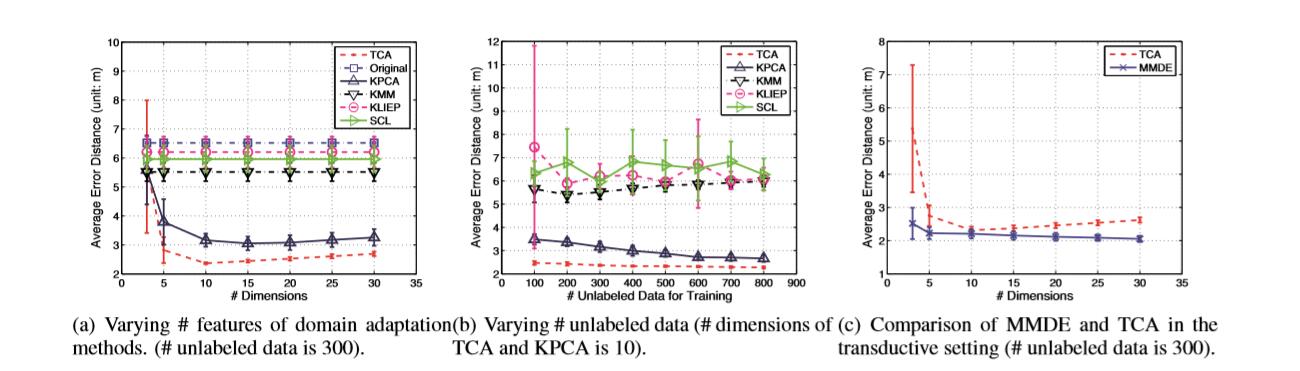 10
9
8
7
6
5
4
3
2
Average Error Distance (unit: m)
0 5 10 15 20 25 30 35
# Dimensions
TCA
Original
KPCA
KMM
KLIEP
SCL
12
11
10
9
8
7
6
5
4
3
2
Average Error Distance (unit: m)
0 100 200 300 400 500 600 700 800 900
# Unlabeled Data for Training
TCA
KPCA
KMM
KLIEP
SCL
8
7
6
5
4
3
2
1
Average Error Distance (unit: m)
0 5 10 15 20 25 30 35
# Dimensions
TCA
MMDE
(a) Varying # features of domain adaptation
methods. (# unlabeled data is 300).
(b) Varying # unlabeled data (# dimensions of
TCA and KPCA is 10).
(c) Comparison of MMDE and TCA in the
transductive setting (# unlabeled data is 300).